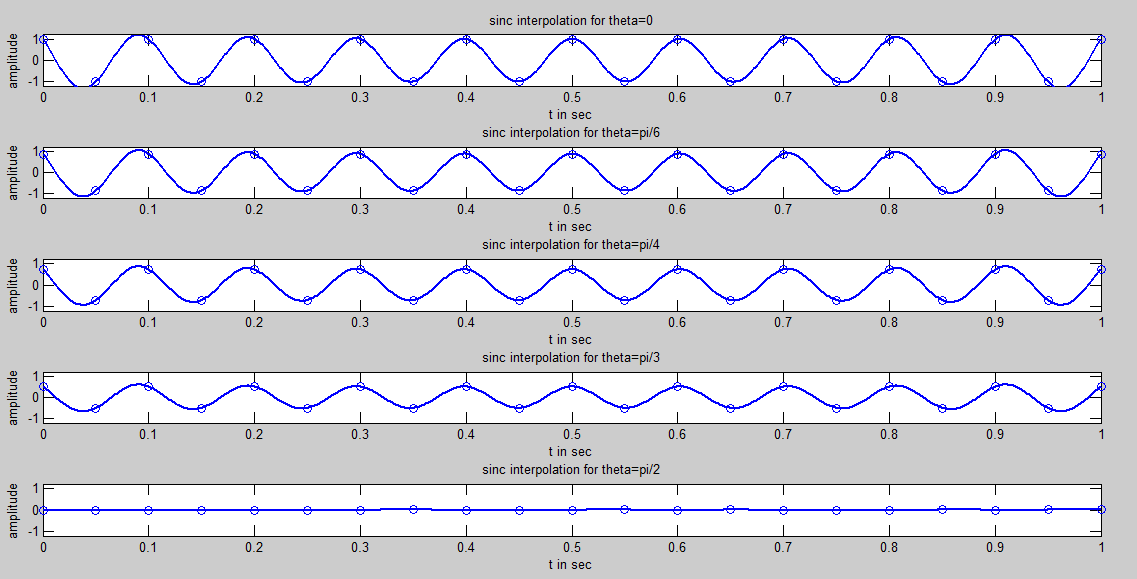 sinc interpolation for theta=0
amplitude
1
0
-1
0 0.1 0.2 0.3 0.4 0.5 0.6 0.7 0.8 0.9 1
t in sec
sinc interpolation for theta=pi/6
amplitude
1
0
-1
0 0.1 0.2 0.3 0.4 0.5 0.6 0.7 0.8 0.9 1
t in sec
sinc interpolation for theta=pi/4
amplitude
1
0
-1
0 0.1 0.2 0.3 0.4 0.5 0.6 0.7 0.8 0.9 1
t in sec
sinc interpolation for theta=pi/3
amplitude
1
0
-1
0 0.1 0.2 0.3 0.4 0.5 0.6 0.7 0.8 0.9 1
t in sec
sinc interpolation for theta=pi/2
amplitude
1
0
-1
0 0.1 0.2 0.3 0.4 0.5 0.6 0.7 0.8 0.9 1
t in sec